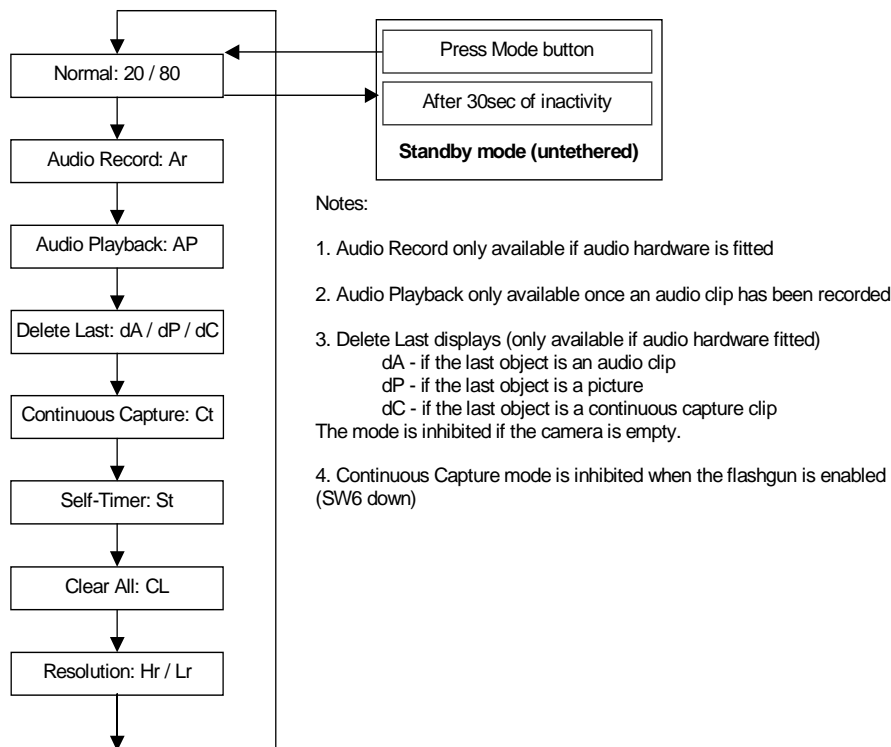 Normal: 20 / 80
Audio Record: Ar
Audio Playback: AP
Delete Last: dA / dP / dC
Continuous Capture: Ct
Self-Timer: St
Clear All: CL
Resolution: Hr / Lr
Press Mode button
After 30sec of inactivity
Standby mode (untethered)
Notes:
1. Audio Record only available if audio hardware is fitted
2. Audio Playback only available once an audio clip has been recorded
3. Delete Last displays (only available if audio hardware fitted)
dA - if the last object is an audio clip
dP - if the last object is a picture
dC - if the last object is a continuous capture clip
The mode is inhibited if the camera is empty.
4. Continuous Capture mode is inhibited when the flashgun is enabled
(SW6 down)